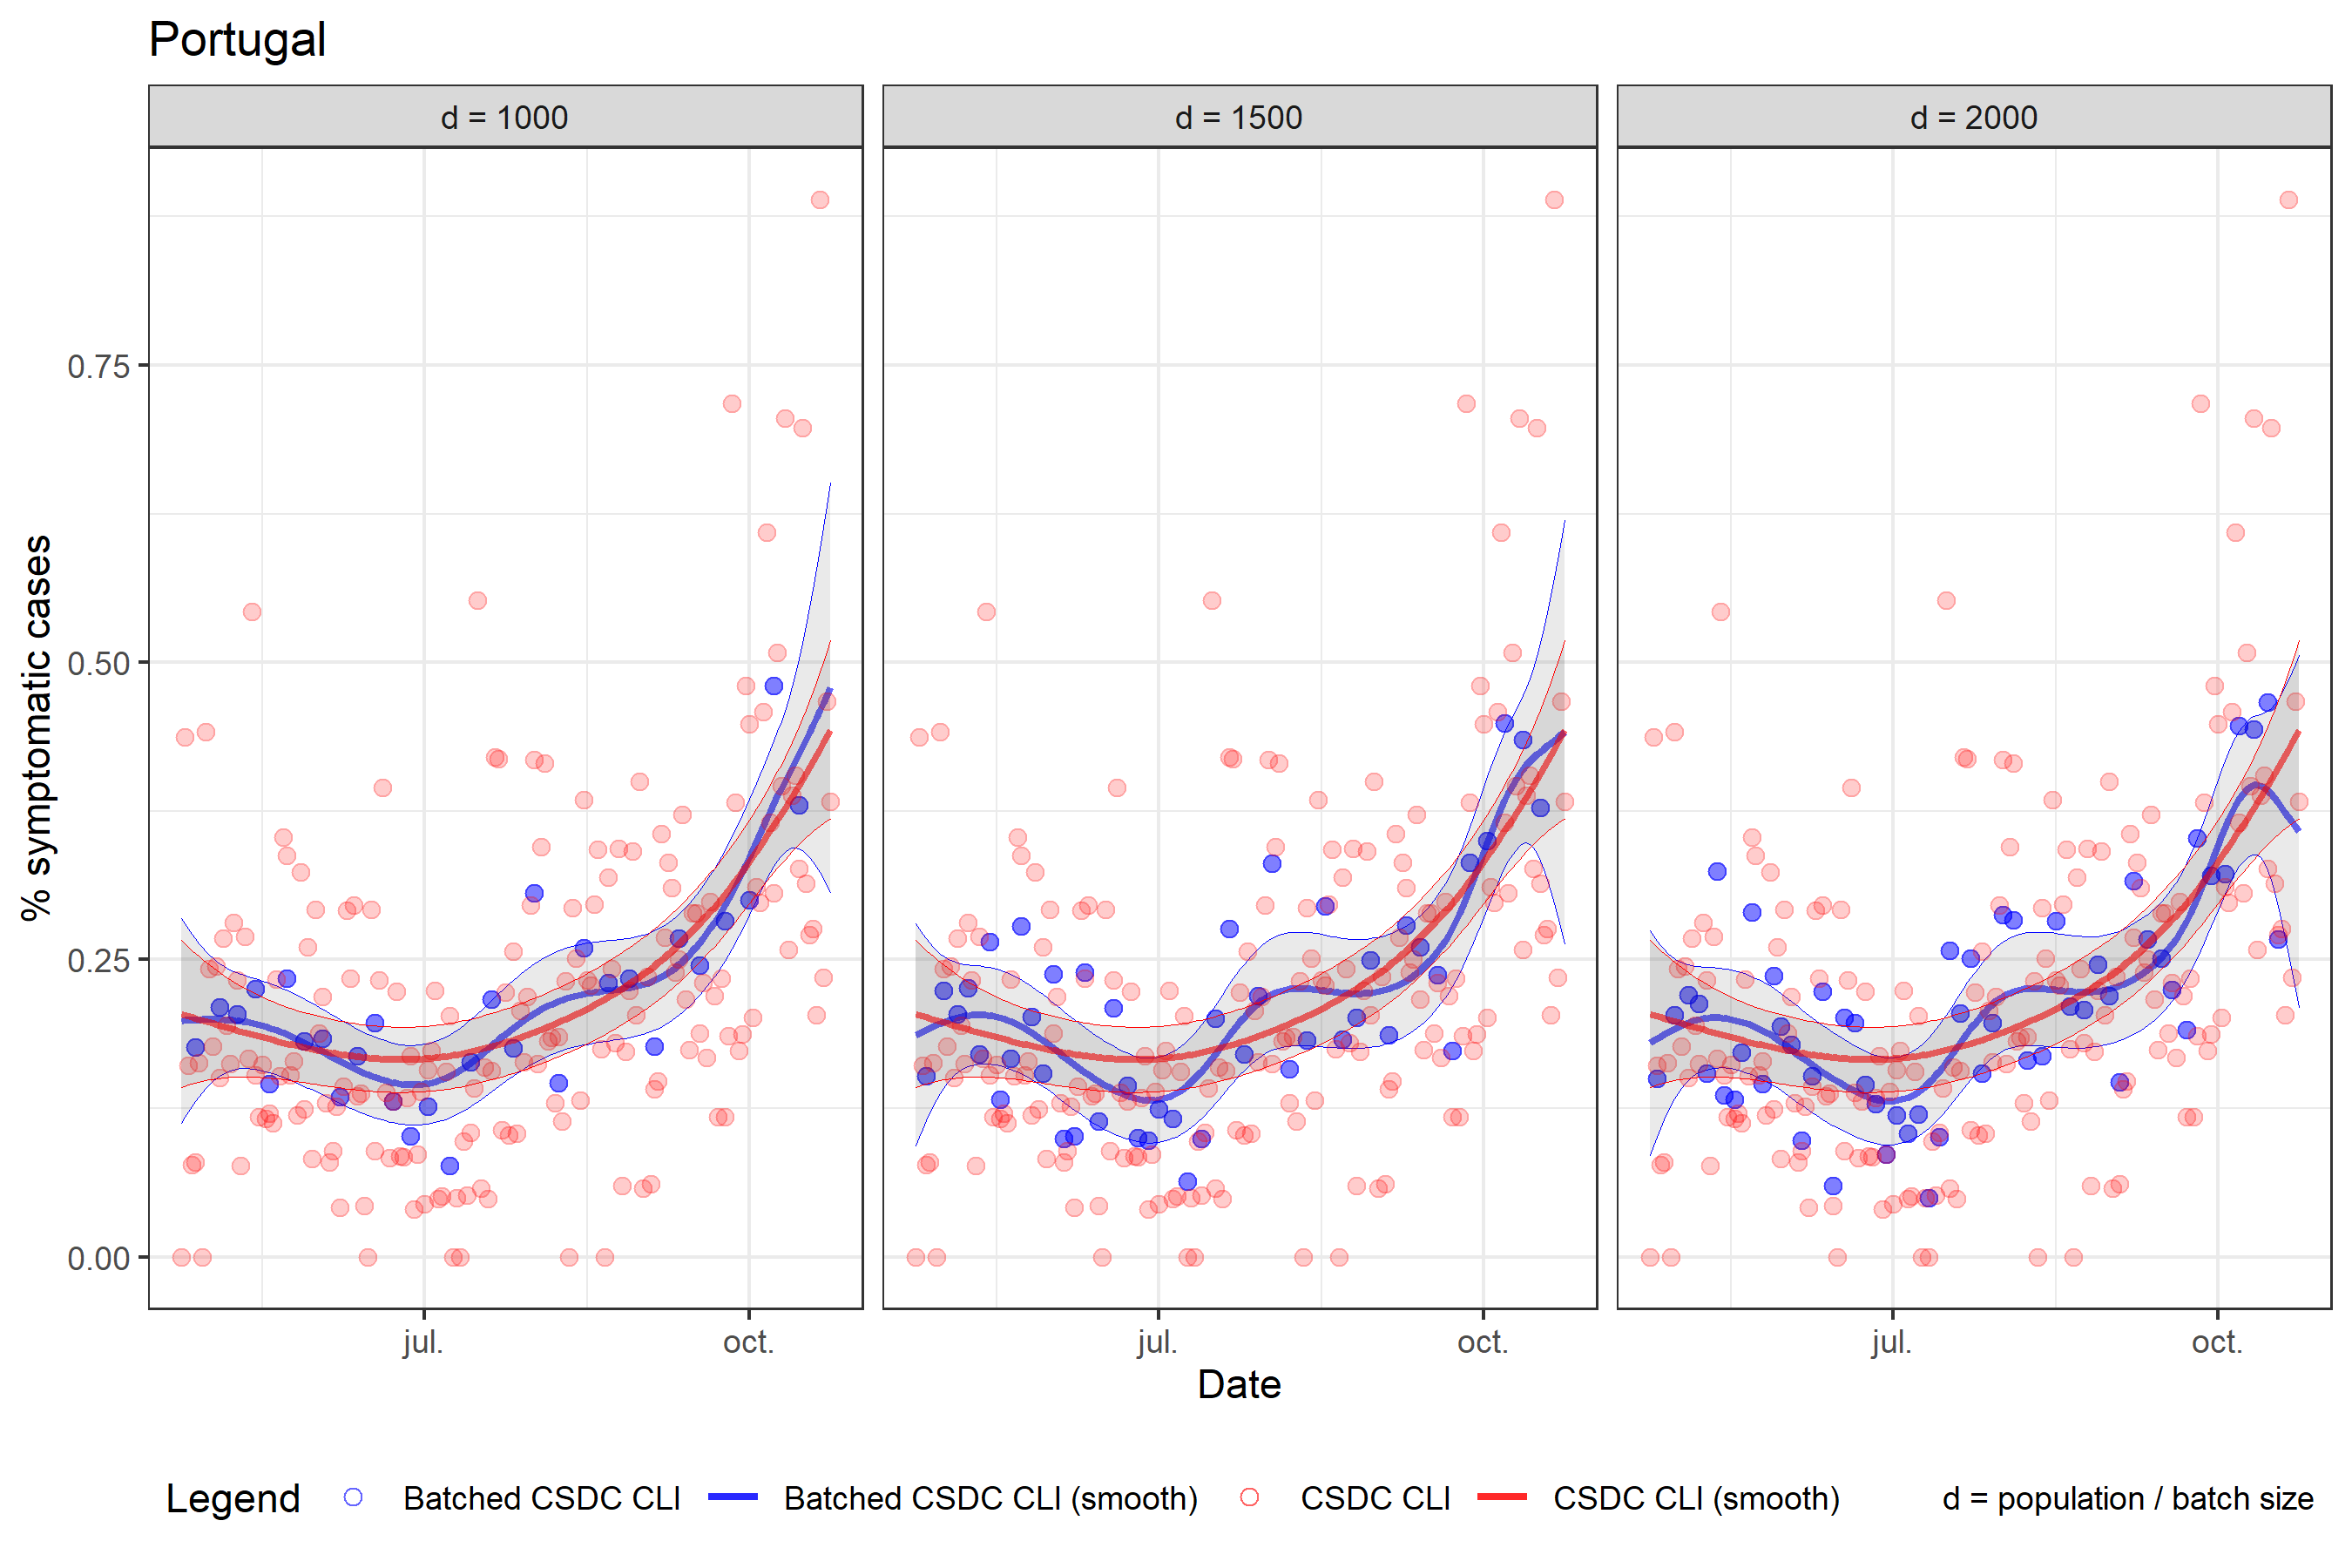 Portugal
d = 1000
d = 1500
d = 2000
% symptomatic cases
0.75
0.50
0.25
0.00
jul.
oct.
jul.
oct.
jul.
oct.
Date
Legend
Batched CSDC CLI
Batched CSDC CLI (smooth)
CSDC CLI
CSDC CLI (smooth)
d = population / batch size